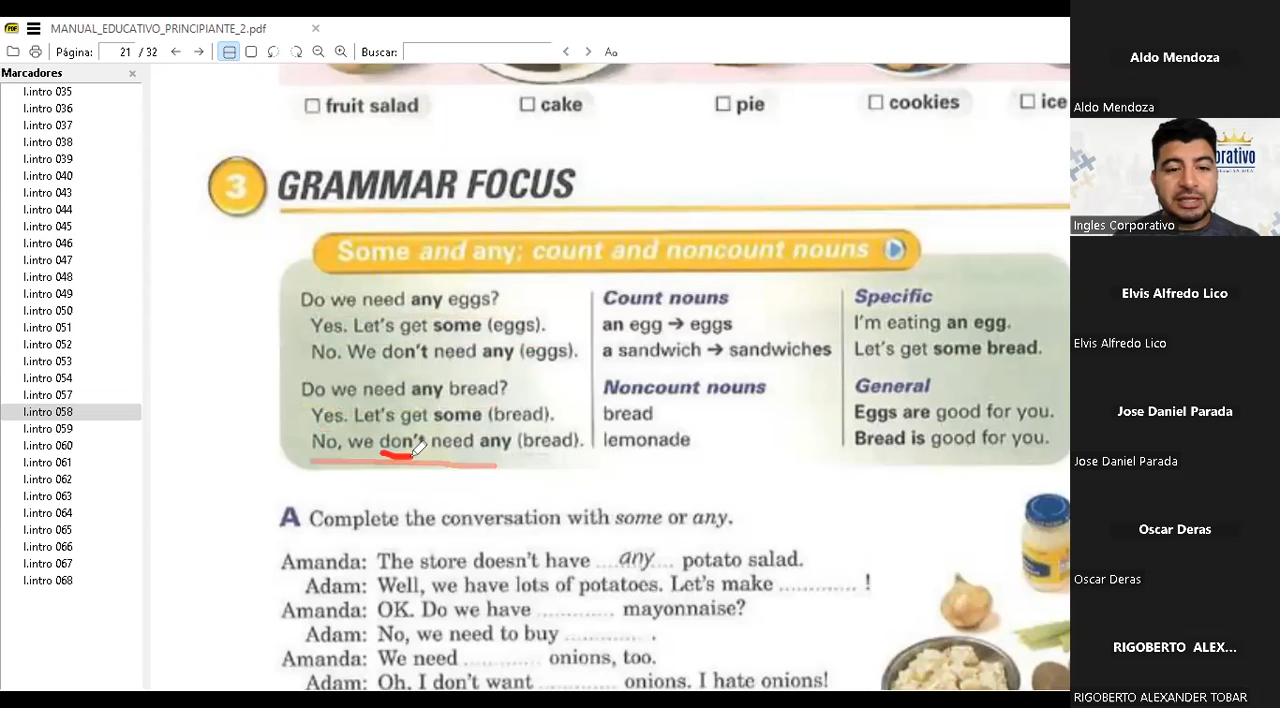 MANUAL_EDUCATIVO_PRINCIPIANTE_2.pdf
Página: 21 / 32 Buscar: Aa
Marcadores
I.intro 035
I.intro 036
I.intro 037
I.intro 038
I.intro 039
I.intro 040
I.intro 043
I.intro 044
I.intro 045
I.intro 046
I.intro 047
I.intro 048
I.intro 049
I.intro 050
I.intro 051
I.intro 052
I.intro 053
I.intro 054
I.intro 057
I.intro 058
I.intro 059
I.intro 060
I.intro 061
I.intro 062
I.intro 063
I.intro 064
I.intro 065
I.intro 066
I.intro 067
I.intro 068
fruit salad cake pie cookies ice
3 GRAMMAR FOCUS
Some and any; count and noncount nouns
Do we need any eggs?
Yes. Let's get some (eggs).
No. We don't need any (eggs).
Do we need any bread?
Yes. Let's get some (bread).
No, we don't need any (bread).
Count nouns
an egg → eggs
a sandwich → sandwiches
Noncount nouns
bread
lemonade
Specific
I'm eating an egg.
Let's get some bread.
General
Eggs are good for you.
Bread is good for you.
A Complete the conversation with some or any.
Amanda: The store doesn't have any potato salad.
Adam: Well, we have lots of potatoes. Let's make ............ !
Amanda: OK. Do we have ............ mayonnaise?
Adam: No, we need to buy ............ .
Amanda: We need ............ onions, too.
Adam: Oh, I don't want ............ onions. I hate onions!
Aldo Mendoza
Aldo Mendoza
orativo
Ingles Corporativo
Elvis Alfredo Lico
Elvis Alfredo Lico
Jose Daniel Parada
Jose Daniel Parada
Oscar Deras
Oscar Deras
RIGOBERTO ALEX...
RIGOBERTO ALEXANDER TOBAR